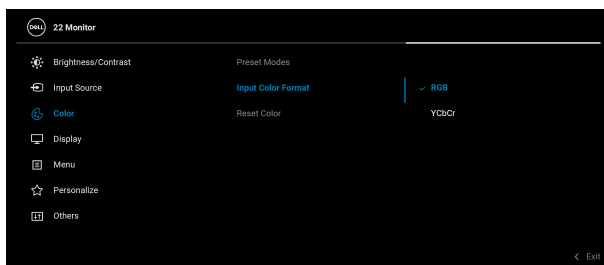 DELL 22 Monitor
Brightness/Contrast Preset Modes
Input Source Input Color Format RGB
Color Reset Color YCbCr
Display
Menu
Personalize
Others
Exit